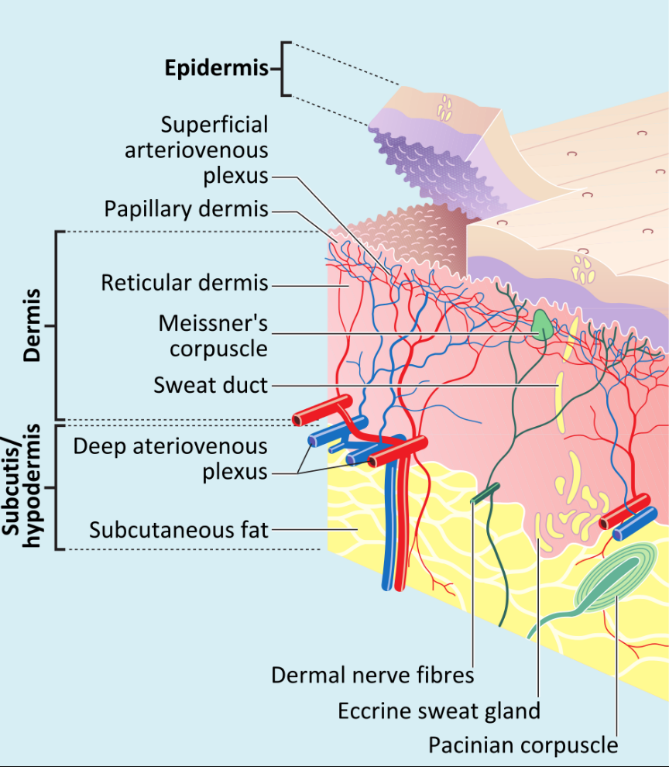 Epidermis
Superficial
arteriovenous
plexus
Papillary dermis
Reticular dermis
Dermis
Meissner's
corpuscle
Sweat duct
Deep ateriovenous
plexus
Subcutis/
hypodermis
Subcutaneous fat
Dermal nerve fibres
Eccrine sweat gland
Pacinian corpuscle